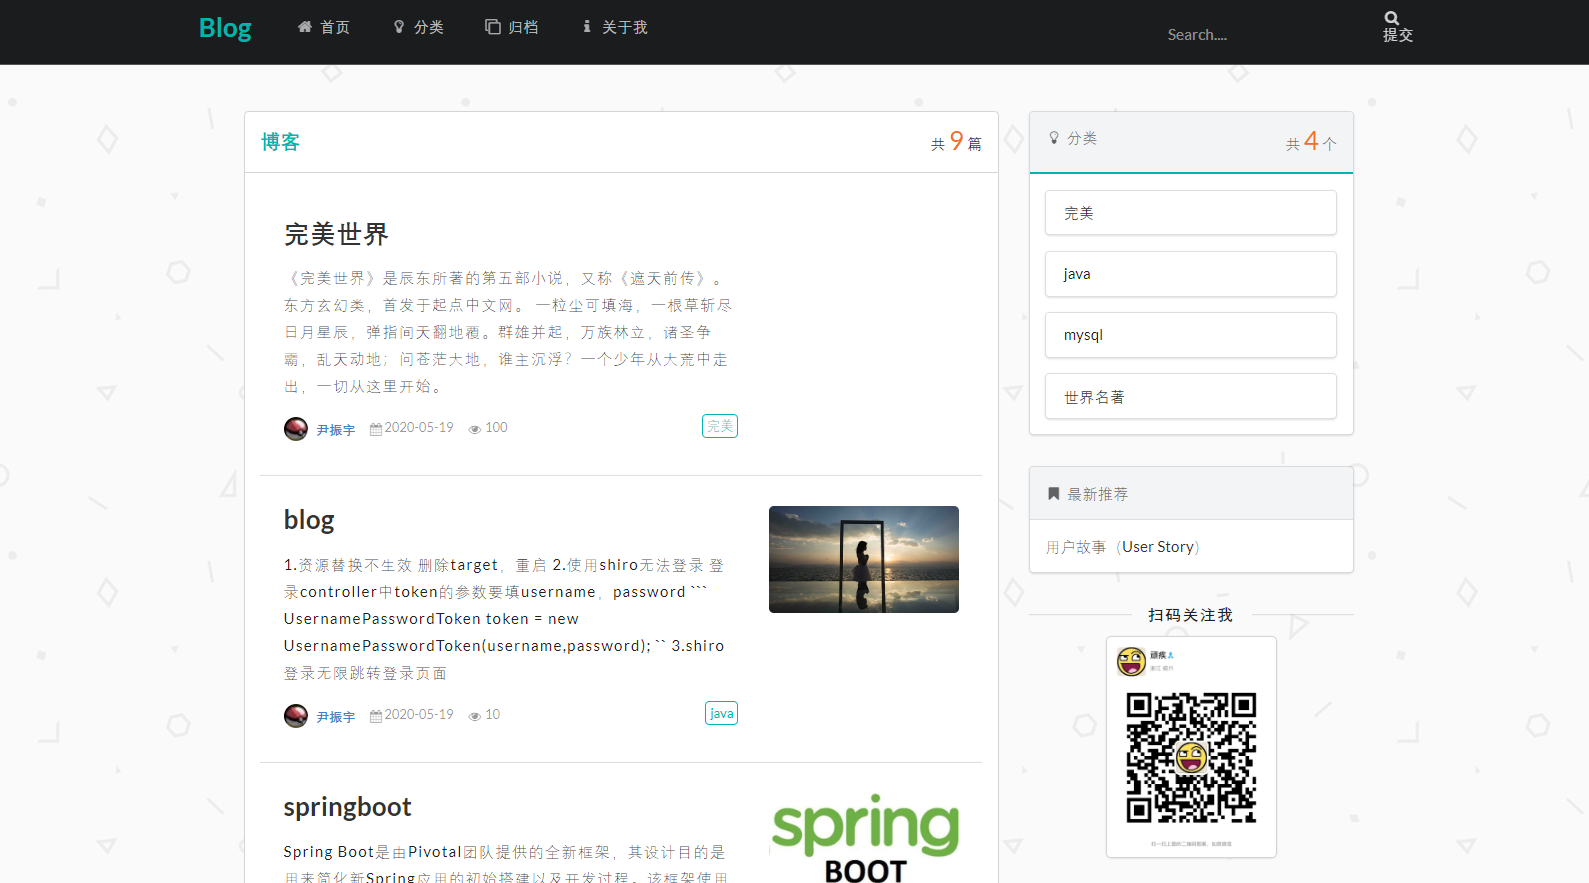 Blog
首页
分类
归档
关于我
Search....
提交
博客
共 9 篇
完美世界
《完美世界》是辰东所著的第五部小说，又称《遮天前传》。
东方玄幻类，首发于起点中文网。 一粒尘可填海，一根草斩尽
日月星辰，弹指间天翻地覆。群雄并起，万族林立，诸圣争
霸，乱天动地；问苍茫大地，谁主沉浮？一个少年从大荒中走
出，一切从这里开始。
尹振宇 2020-05-19 100
完美
blog
1.资源替换不生效 删除target，重启 2.使用shiro无法登录 登
录controller中token的参数要填username，password ```
UsernamePasswordToken token = new
UsernamePasswordToken(username,password); `` 3.shiro
登录无限跳转登录页面
尹振宇 2020-05-19 10
java
springboot
Spring Boot是由Pivotal团队提供的全新框架，其设计目的是
用来简化新Spring应用的初始搭建以及开发过程。该框架使用
spring
BOOT
分类
共 4 个
完美
java
mysql
世界名著
最新推荐
用户故事（User Story）
扫码关注我
顽疾